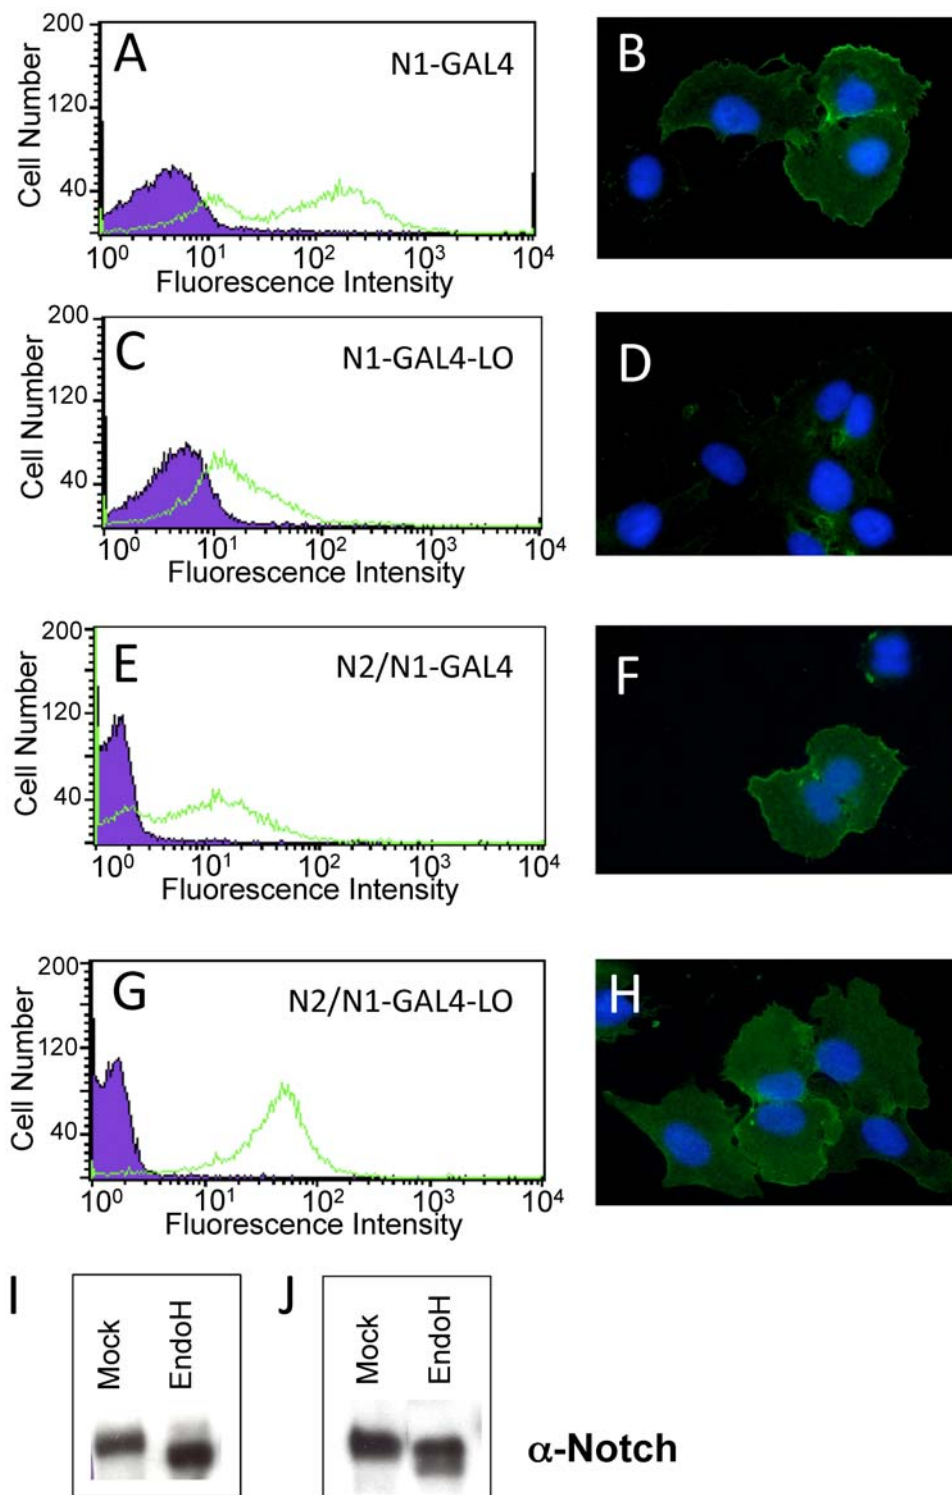 A
N1-GAL4
Cell Number
200
120
40
10^0 10^1 10^2 10^3 10^4
Fluorescence Intensity
B
C
N1-GAL4-LO
Cell Number
200
120
40
10^0 10^1 10^2 10^3 10^4
Fluorescence Intensity
D
E
N2/N1-GAL4
Cell Number
200
120
40
10^0 10^1 10^2 10^3 10^4
Fluorescence Intensity
F
G
N2/N1-GAL4-LO
Cell Number
200
120
40
10^0 10^1 10^2 10^3 10^4
Fluorescence Intensity
H
I
Mock
EndoH
J
Mock
EndoH
α-Notch